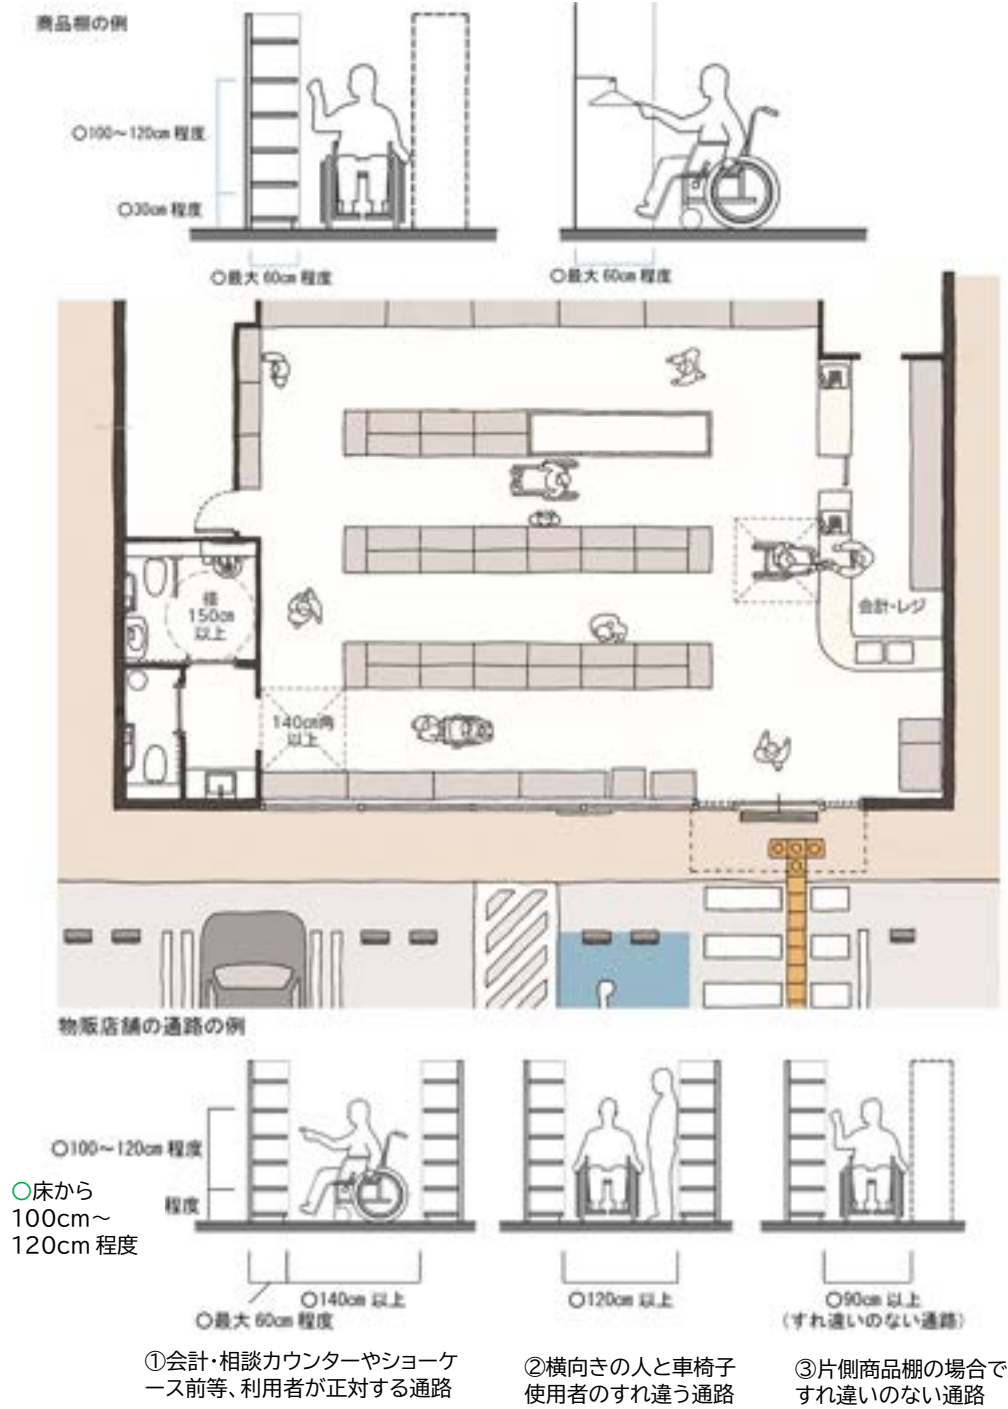 商品棚の例
○100～120cm 程度
○30cm 程度
○最大 60cm 程度
○最大 60cm 程度
径
150cm
以上
会計・レジ
140cm角
以上
物販店舗の通路の例
○100～120cm 程度
程度
○床から
100cm～
120cm 程度
○140cm 以上
○最大 60cm 程度
○120cm 以上
○90cm 以上
(すれ違いのない通路)
①会計・相談カウンターやショーケ
ース前等、利用者が正対する通路
②横向きの人と車椅子
使用者のすれ違う通路
③片側商品棚の場合で
すれ違いのない通路